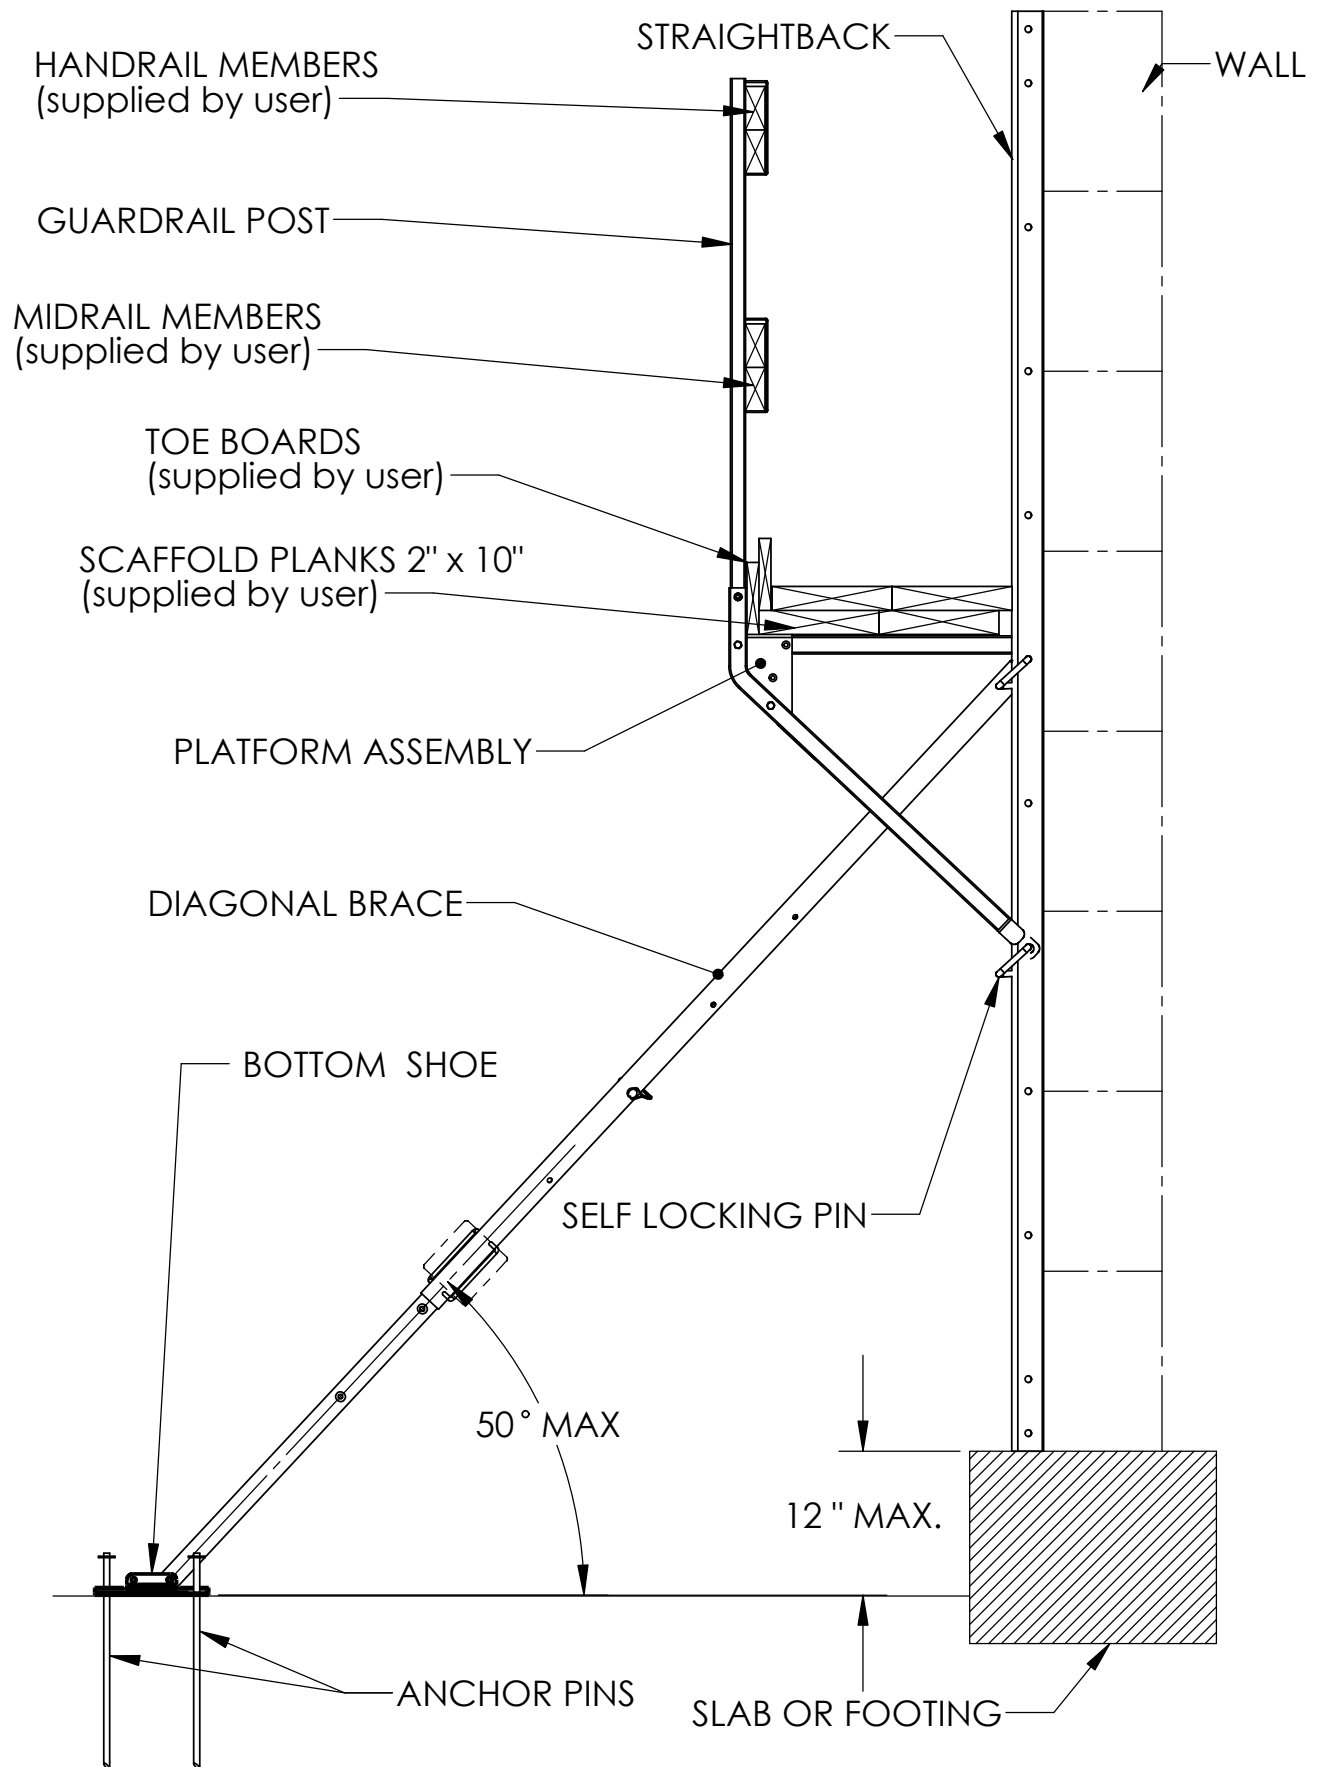 STRAIGHTBACK
WALL
HANDRAIL MEMBERS
(supplied by user)
GUARDRAIL POST
MIDRAIL MEMBERS
(supplied by user)
TOE BOARDS
(supplied by user)
SCAFFOLD PLANKS 2" x 10"
(supplied by user)
PLATFORM ASSEMBLY
DIAGONAL BRACE
BOTTOM SHOE
SELF LOCKING PIN
50° MAX
12 " MAX.
ANCHOR PINS
SLAB OR FOOTING